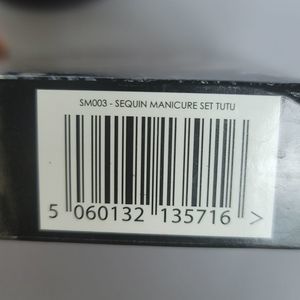 SM003 - SEQUIN MANICURE SET TUTU
5 060132 135716 >